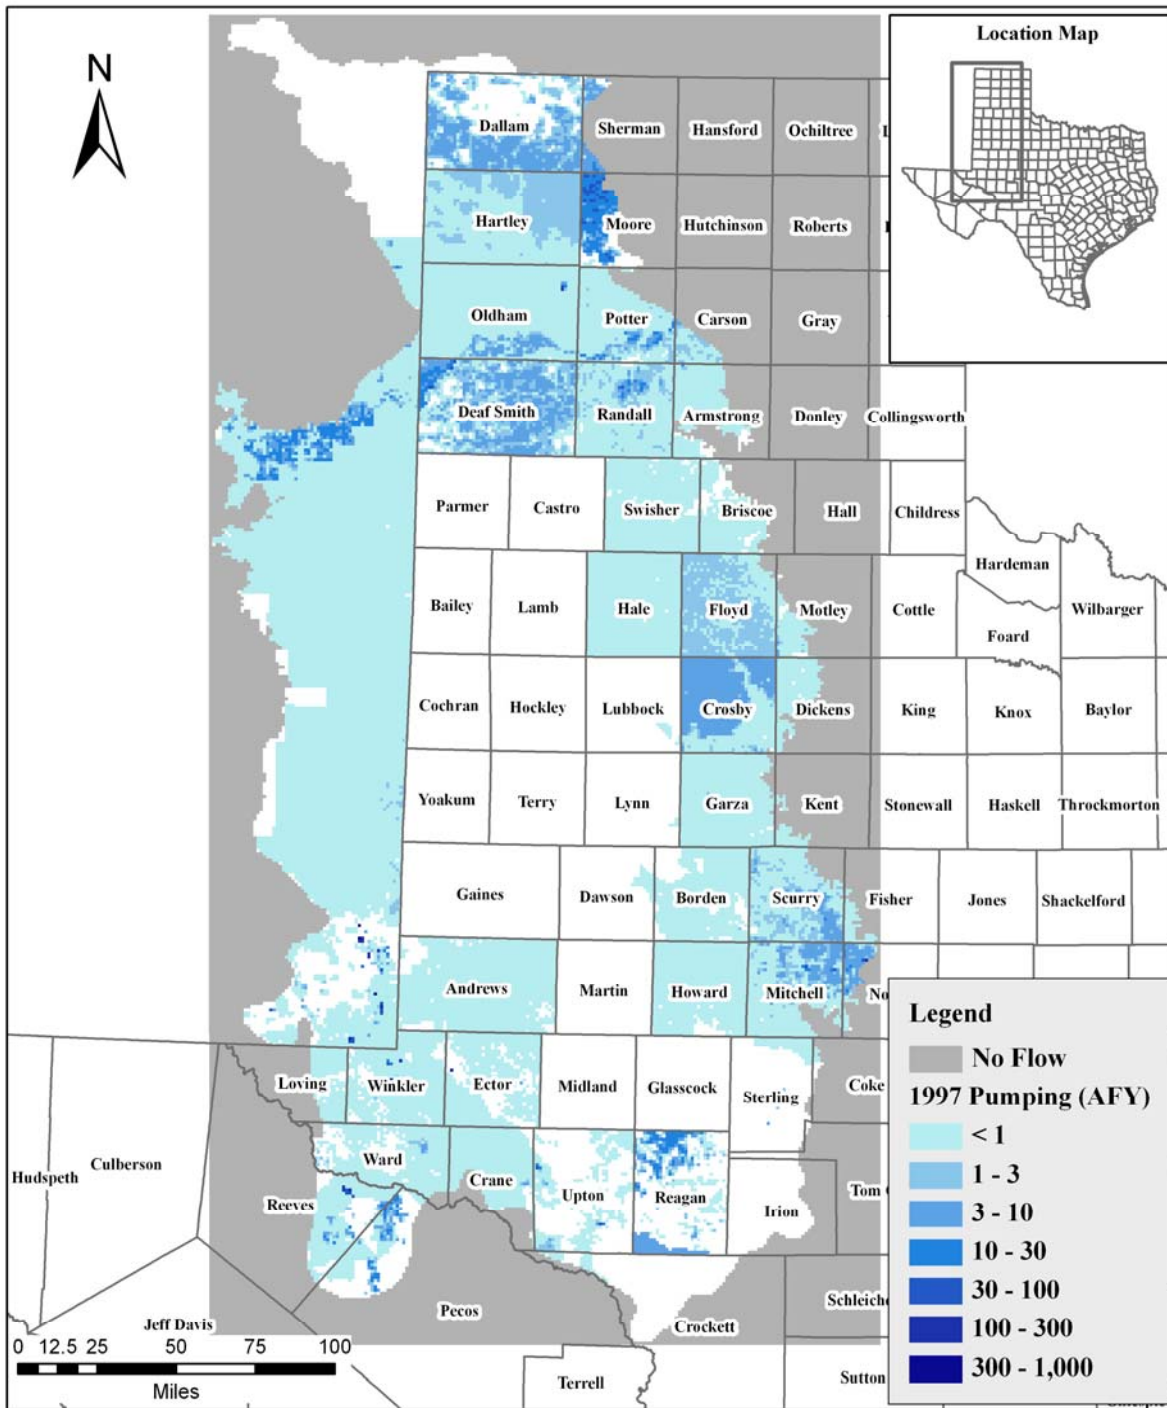 Location Map
N
Dallam
Sherman
Hansford
Ochiltree
Hartley
Moore
Hutchinson
Roberts
Oldham
Potter
Carson
Gray
Deaf Smith
Randall
Armstrong
Donley
Collingsworth
Parmer
Castro
Swisher
Briscoe
Hall
Childress
Hardeman
Bailey
Lamb
Hale
Floyd
Motley
Cottle
Foard
Wilbarger
Cochran
Hockley
Lubbock
Crosby
Dickens
King
Knox
Baylor
Yoakum
Terry
Lynn
Garza
Kent
Stonewall
Haskell
Throckmorton
Gaines
Dawson
Borden
Scurry
Fisher
Jones
Shackelford
Andrews
Martin
Howard
Mitchell
No
Loving
Winkler
Ector
Midland
Glasscock
Sterling
Coke
Hudspeth
Culberson
Ward
Crane
Upton
Reagan
Irion
Tom
Reeves
Pecos
Jeff Davis
Crockett
Schleiche
Terrell
Sutton
Legend
No Flow
1997 Pumping (AFY)
< 1
1 - 3
3 - 10
10 - 30
30 - 100
100 - 300
300 - 1,000
0 12.5 25 50 75 100
Miles